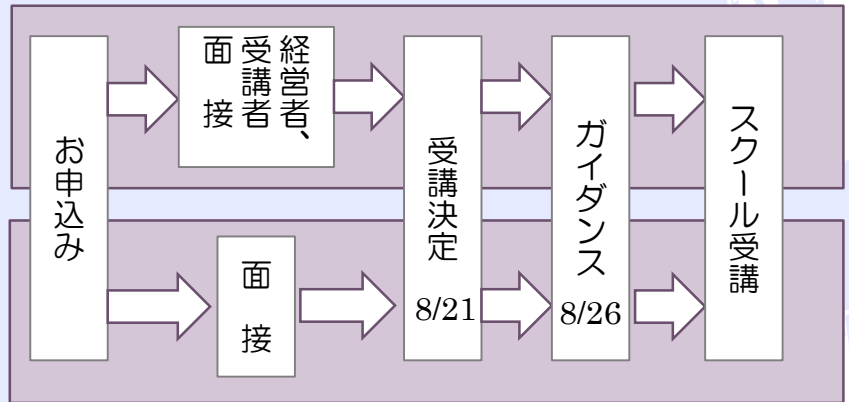 お申込み
経営者、
受講者
面 接
面 接
受講決定
8/21
ガイダンス
8/26
スクール受講